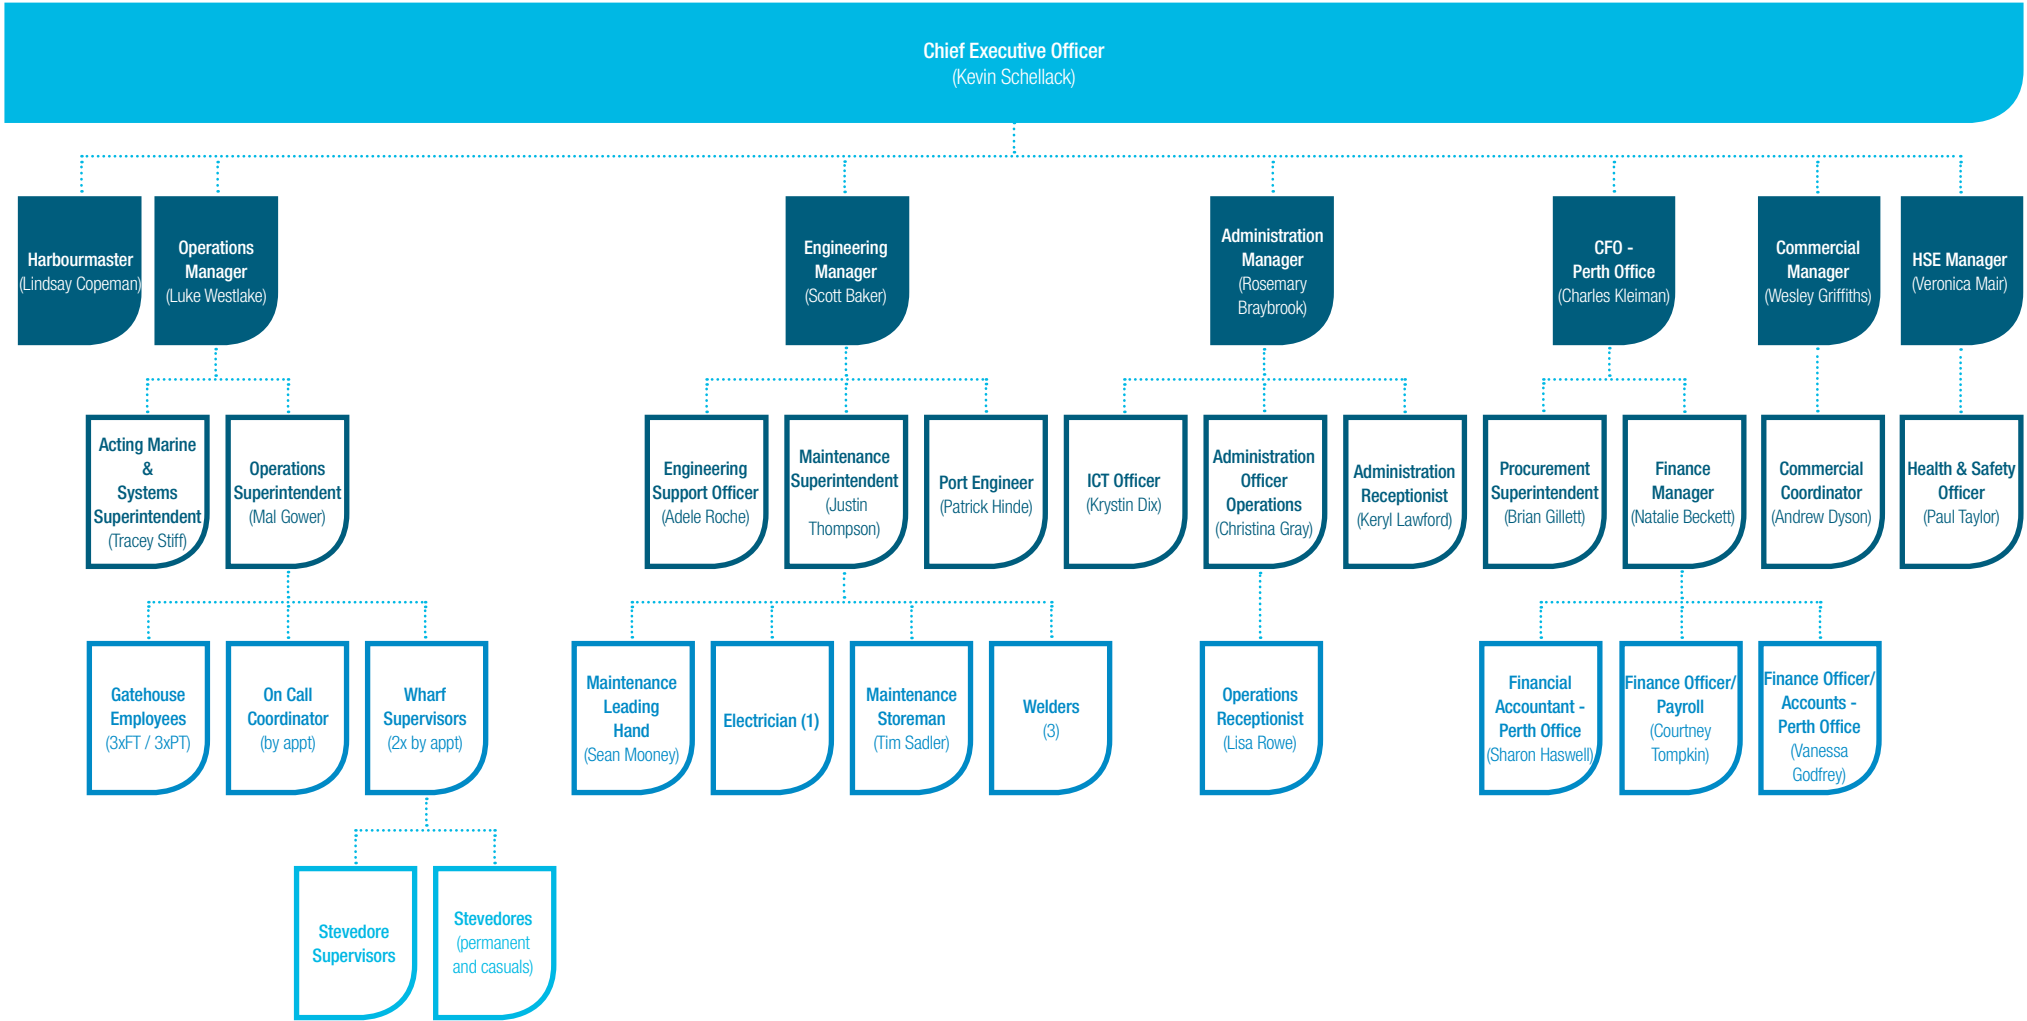 Chief Executive Officer
(Kevin Schellack)
Harbourmaster
(Lindsay Copeman)
Operations
Manager
(Luke Westlake)
Engineering
Manager
(Scott Baker)
Administration
Manager
(Rosemary
Braybrook)
CFO -
Perth Office
(Charles Kleiman)
Commercial
Manager
(Wesley Griffiths)
HSE Manager
(Veronica Mair)
Acting Marine
&
Systems
Superintendent
(Tracey Stiff)
Operations
Superintendent
(Mal Gower)
Engineering
Support Officer
(Adele Roche)
Maintenance
Superintendent
(Justin
Thompson)
Port Engineer
(Patrick Hinde)
ICT Officer
(Krystin Dix)
Administration
Officer
Operations
(Christina Gray)
Administration
Receptionist
(Keryl Lawford)
Procurement
Superintendent
(Brian Gillett)
Finance
Manager
(Natalie Beckett)
Commercial
Coordinator
(Andrew Dyson)
Health & Safety
Officer
(Paul Taylor)
Gatehouse
Employees
(3xFT / 3xPT)
On Call
Coordinator
(by appt)
Wharf
Supervisors
(2x by appt)
Maintenance
Leading
Hand
(Sean Mooney)
Electrician (1)
Maintenance
Storeman
(Tim Sadler)
Welders
(3)
Operations
Receptionist
(Lisa Rowe)
Financial
Accountant -
Perth Office
(Sharon Haswell)
Finance Officer/
Payroll
(Courtney
Tompkin)
Finance Officer/
Accounts -
Perth Office
(Vanessa
Godfrey)
Stevedore
Supervisors
Stevedores
(permanent
and casuals)